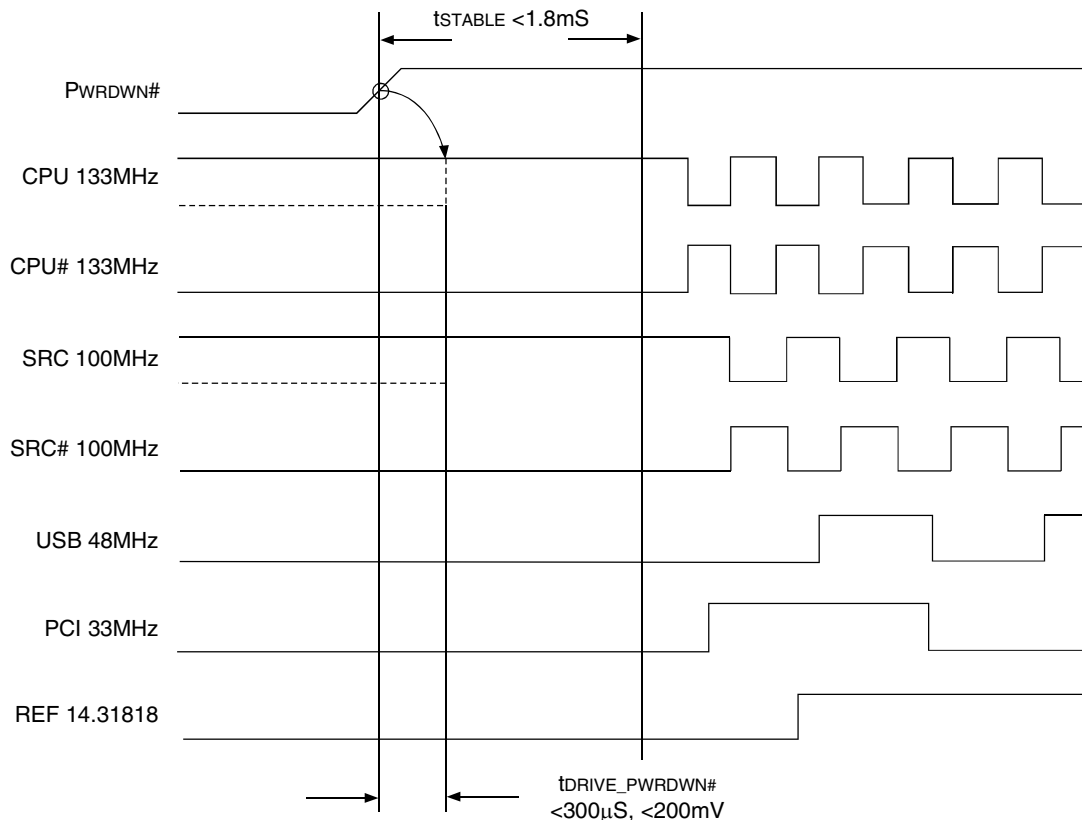 tSTABLE <1.8mS
PWRDWN#
CPU 133MHz
CPU# 133MHz
SRC 100MHz
SRC# 100MHz
USB 48MHz
PCI 33MHz
REF 14.31818
tDRIVE_PWRDWN#
<300µS, <200mV